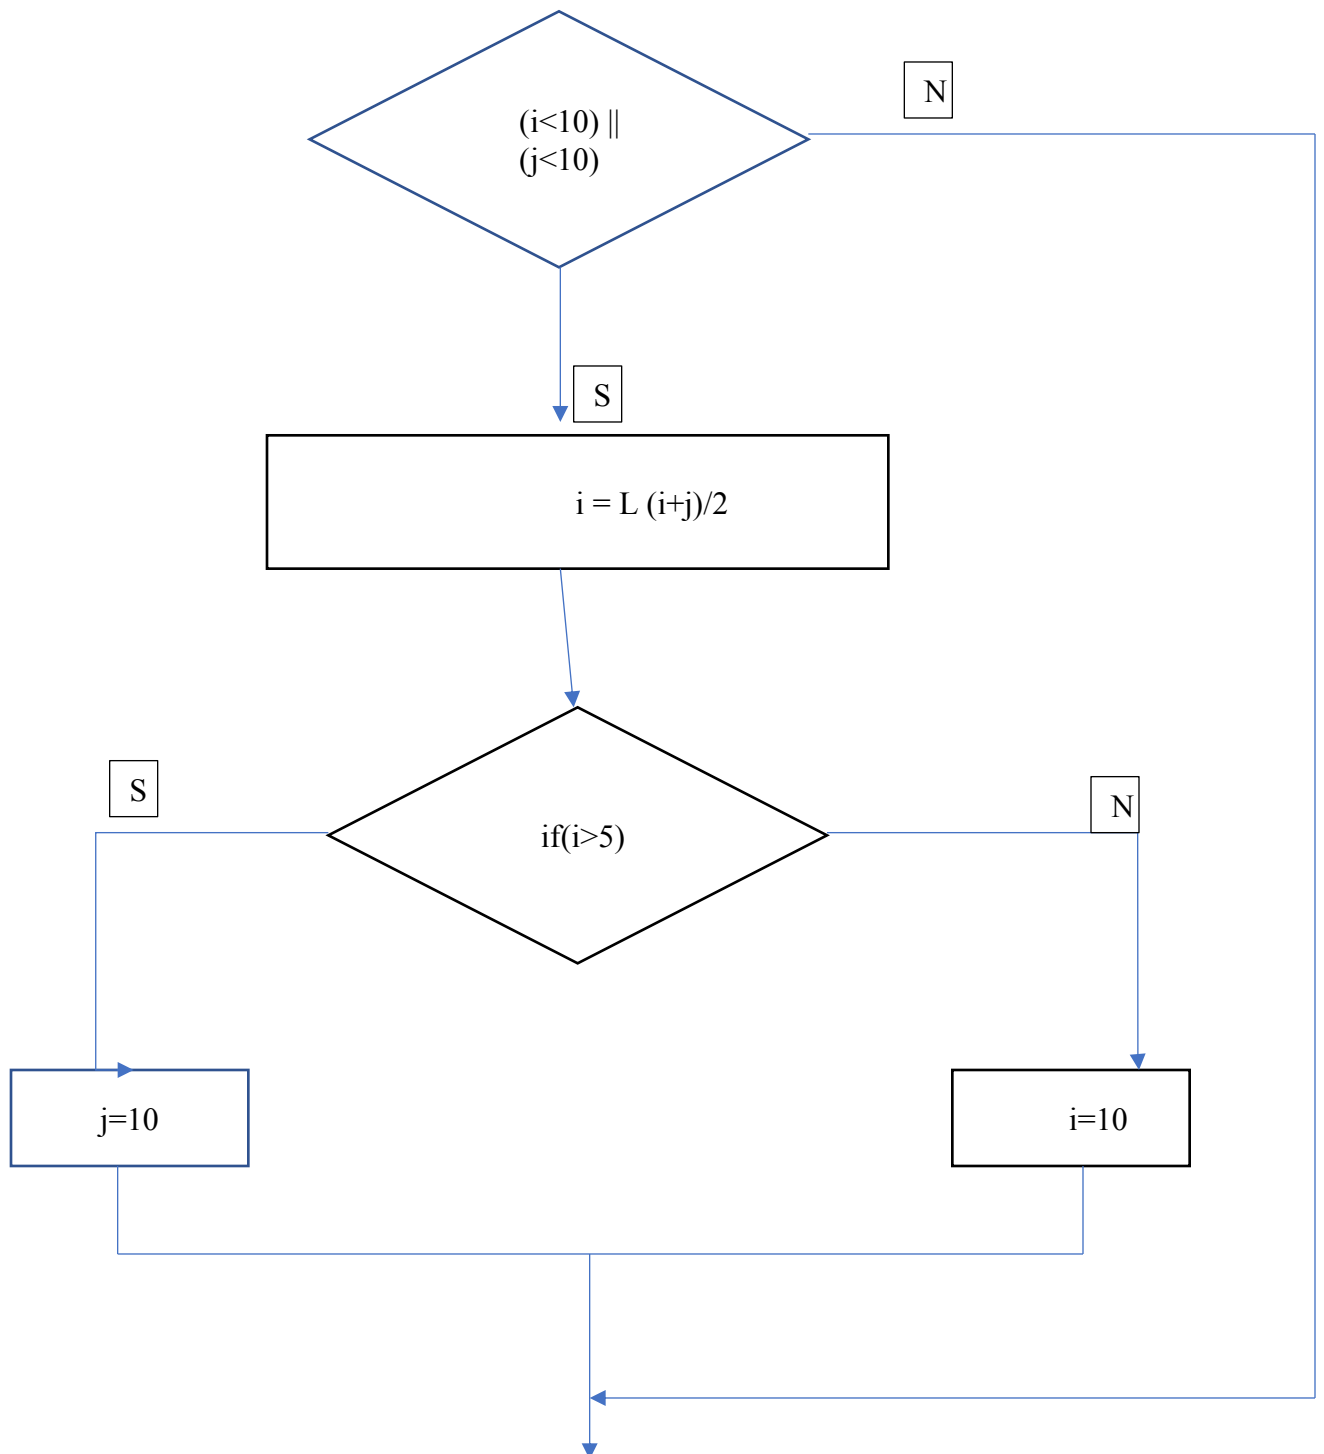 N
(i<10) ||
(j<10)
S
i = L (i+j)/2
S
N
if(i>5)
j=10
i=10